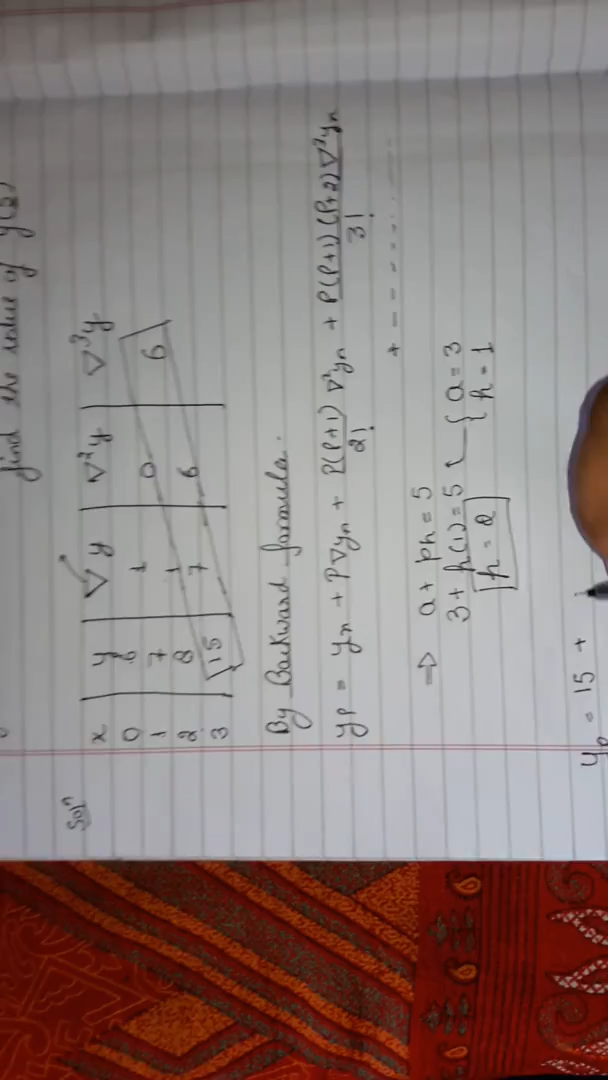 find the value of y(5)
Soln
x y ∇y ∇²y ∇³y
0 6 1 0 6
1 7 1 6
2 8 7
3 15
By Backward formula.
yp = yn + P∇yn + P(P+1)/2! ∇²yn + P(P+1)(P+2)/3! ∇³yn
+ - - - - - - - - -
⇒ a + ph = 5
3 + p(1) = 5 { a = 3
p = 2 { h = 1
yp = 15 +